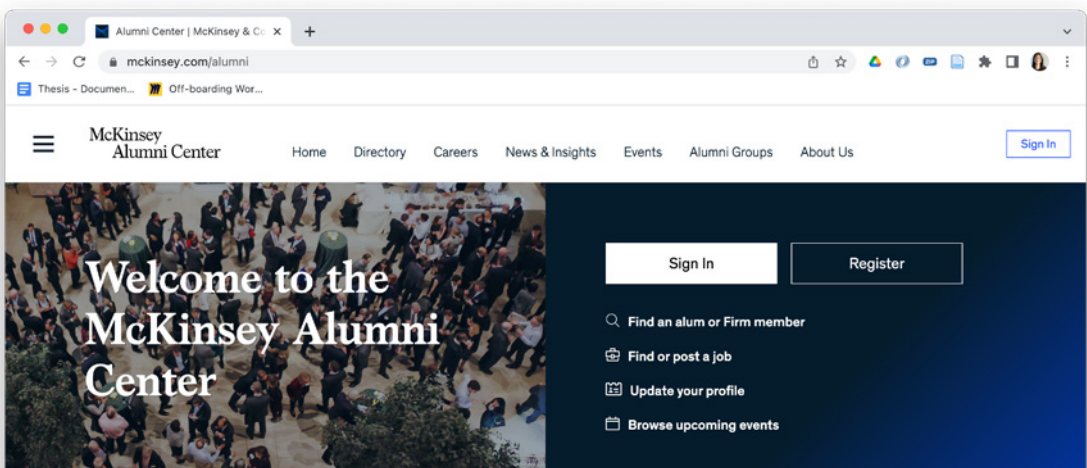 Alumni Center | McKinsey & Co
mckinsey.com/alumni
ZIP
Thesis - Documen... Off-boarding Wor...
McKinsey
Alumni Center
Home Directory Careers News & Insights Events Alumni Groups About Us
Sign In
Welcome to the
McKinsey Alumni
Center
Sign In Register
Find an alum or Firm member
Find or post a job
Update your profile
Browse upcoming events